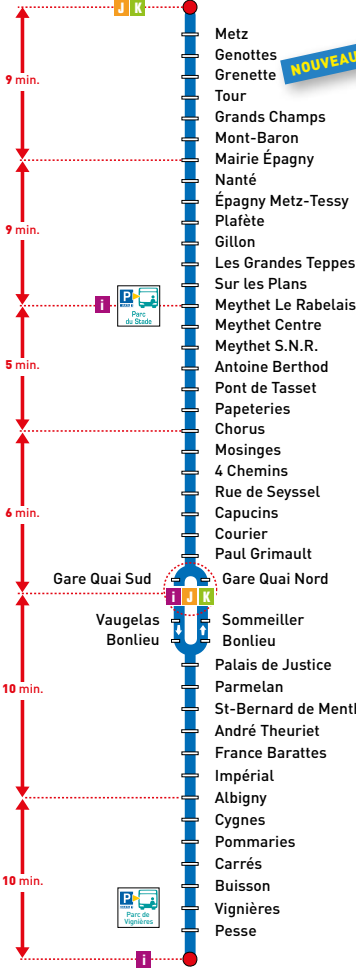 J K
Metz
Genottes
NOUVEAU
Grenette
9 min.
Tour
Grands Champs
Mont-Baron
Mairie Épagny
Nanté
Épagny Metz-Tessy
Plafète
9 min.
Gillon
Les Grandes Teppes
Sur les Plans
i
P
Parc
du Stade
Meythet Le Rabelais
Meythet Centre
Meythet S.N.R.
5 min.
Antoine Berthod
Pont de Tasset
Papeteries
Chorus
Mosinges
4 Chemins
Rue de Seyssel
6 min.
Capucins
Courier
Paul Grimault
Gare Quai Sud
Gare Quai Nord
i J K
Vaugelas
Sommeiller
Bonlieu
Bonlieu
Palais de Justice
10 min.
Parmelan
St-Bernard de Menth
André Theuriet
France Barattes
Impérial
Albigny
Cygnes
Pommaries
Carrés
10 min.
Buisson
P
Parc de
Vignières
Vignières
Pesse
i